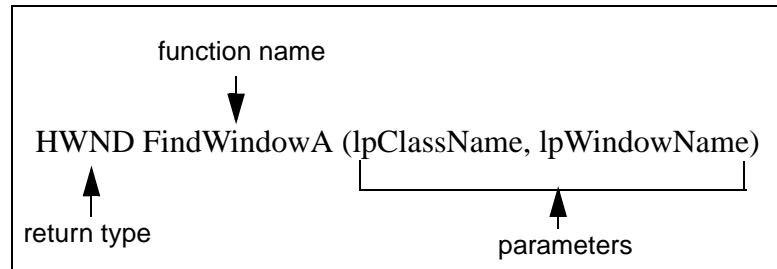 function name
HWND FindWindowA (lpClassName, lpWindowName)
return type
parameters